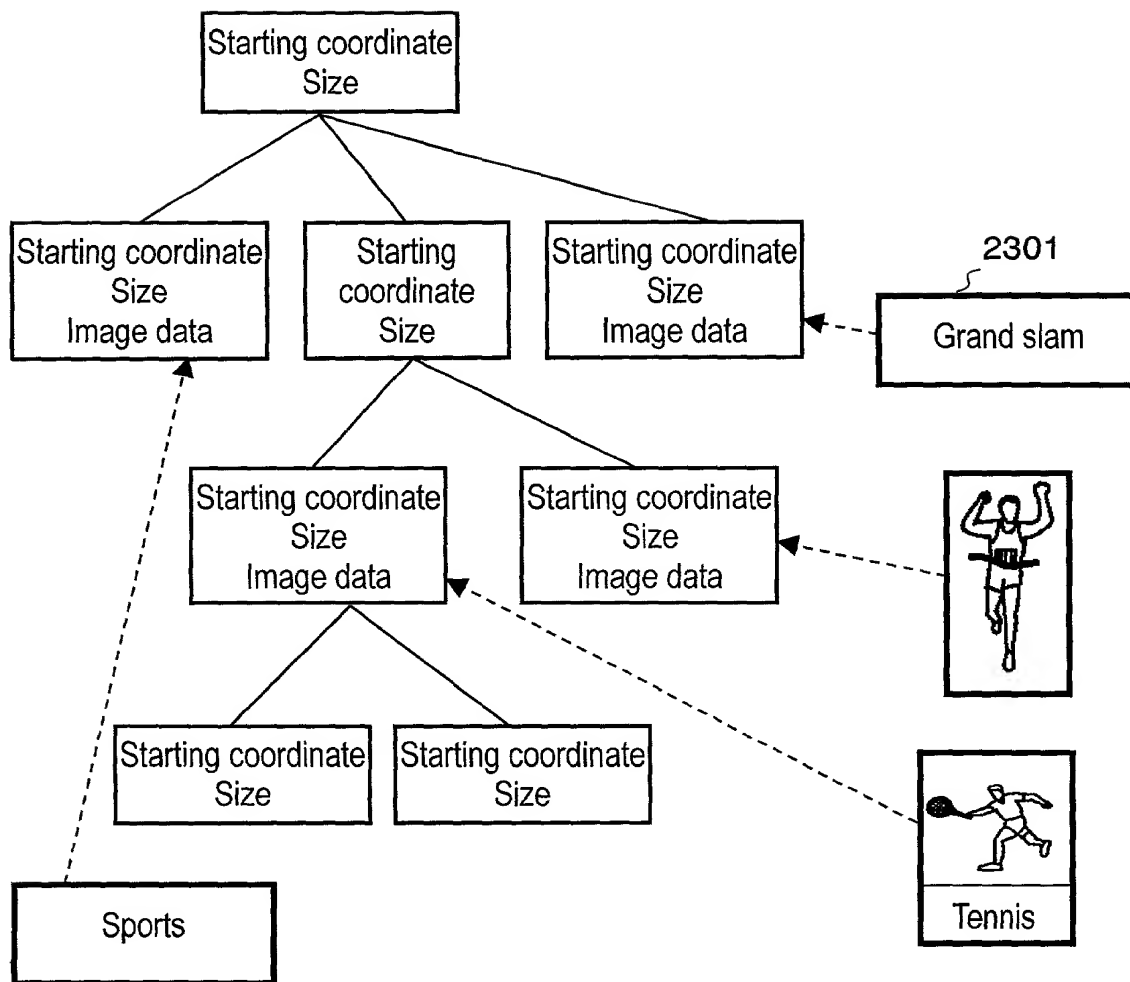 Starting coordinate
Size
Starting coordinate
Size
Image data
Starting
coordinate
Size
Starting coordinate
Size
Image data
2301
Grand slam
Starting coordinate
Size
Image data
Starting coordinate
Size
Image data
Starting coordinate
Size
Starting coordinate
Size
Sports
Tennis